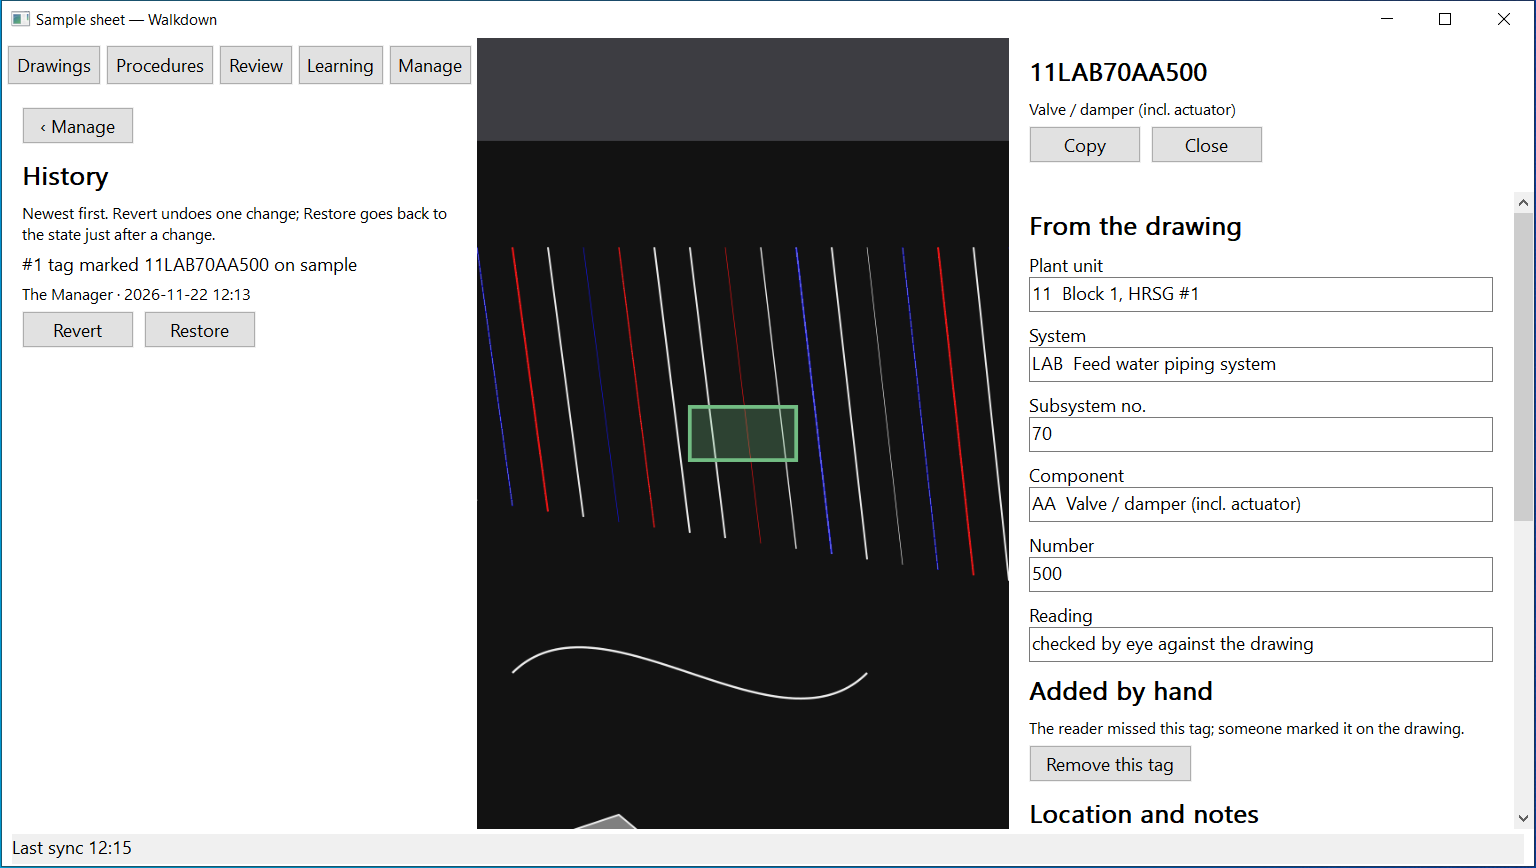 Sample sheet — Walkdown
Drawings
Procedures
Review
Learning
Manage
‹ Manage
History
Newest first. Revert undoes one change; Restore goes back to
the state just after a change.
#1 tag marked 11LAB70AA500 on sample
The Manager · 2026-11-22 12:13
Revert
Restore
11LAB70AA500
Valve / damper (incl. actuator)
Copy
Close
From the drawing
Plant unit
11  Block 1, HRSG #1
System
LAB  Feed water piping system
Subsystem no.
70
Component
AA  Valve / damper (incl. actuator)
Number
500
Reading
checked by eye against the drawing
Added by hand
The reader missed this tag; someone marked it on the drawing.
Remove this tag
Location and notes
Last sync 12:15